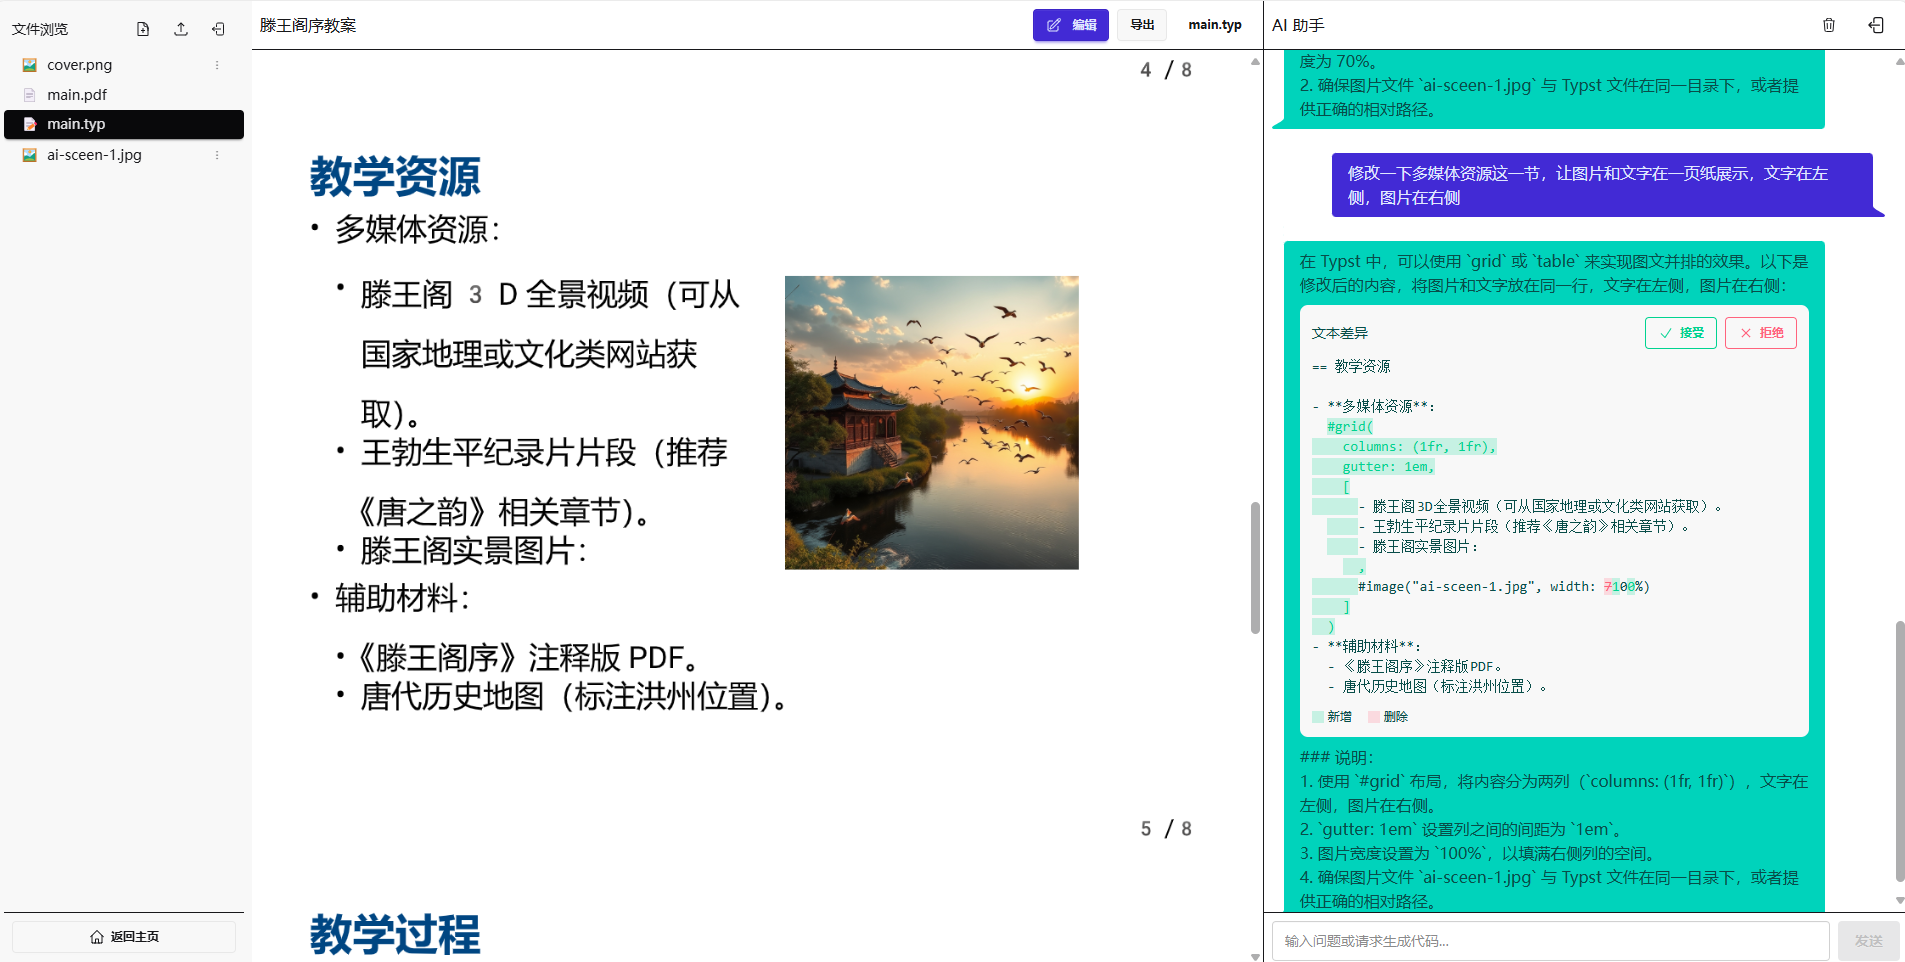 文件浏览
cover.png
main.pdf
main.typ
ai-sceen-1.jpg
返回主页
滕王阁序教案
编辑
导出
main.typ
4 / 8
教学资源
• 多媒体资源：
• 滕王阁 3 D 全景视频（可从
国家地理或文化类网站获
取）。
• 王勃生平纪录片片段（推荐
《唐之韵》相关章节）。
• 滕王阁实景图片：
• 辅助材料：
•《滕王阁序》注释版 PDF。
• 唐代历史地图（标注洪州位置）。
5 / 8
教学过程
AI 助手
度为 70%。
2. 确保图片文件 `ai-sceen-1.jpg` 与 Typst 文件在同一目录下，或者提
供正确的相对路径。
修改一下多媒体资源这一节，让图片和文字在一页纸展示，文字在左
侧，图片在右侧
在 Typst 中，可以使用 `grid` 或 `table` 来实现图文并排的效果。以下是
修改后的内容，将图片和文字放在同一行，文字在左侧，图片在右侧：
文本差异
接受
拒绝
== 教学资源
- **多媒体资源**：
#grid(
columns: (1fr, 1fr),
gutter: 1em,
[
- 滕王阁3D全景视频（可从国家地理或文化类网站获取）。
- 王勃生平纪录片片段（推荐《唐之韵》相关章节）。
- 滕王阁实景图片：
,
#image("ai-sceen-1.jpg", width: 7100%)
]
)
- **辅助材料**：
- 《滕王阁序》注释版PDF。
- 唐代历史地图（标注洪州位置）。
新增 删除
### 说明：
1. 使用 `#grid` 布局，将内容分为两列（`columns: (1fr, 1fr)`），文字在
左侧，图片在右侧。
2. `gutter: 1em` 设置列之间的间距为 `1em`。
3. 图片宽度设置为 `100%`，以填满右侧列的空间。
4. 确保图片文件 `ai-sceen-1.jpg` 与 Typst 文件在同一目录下，或者提
供正确的相对路径。
输入问题或请求生成代码...
发送